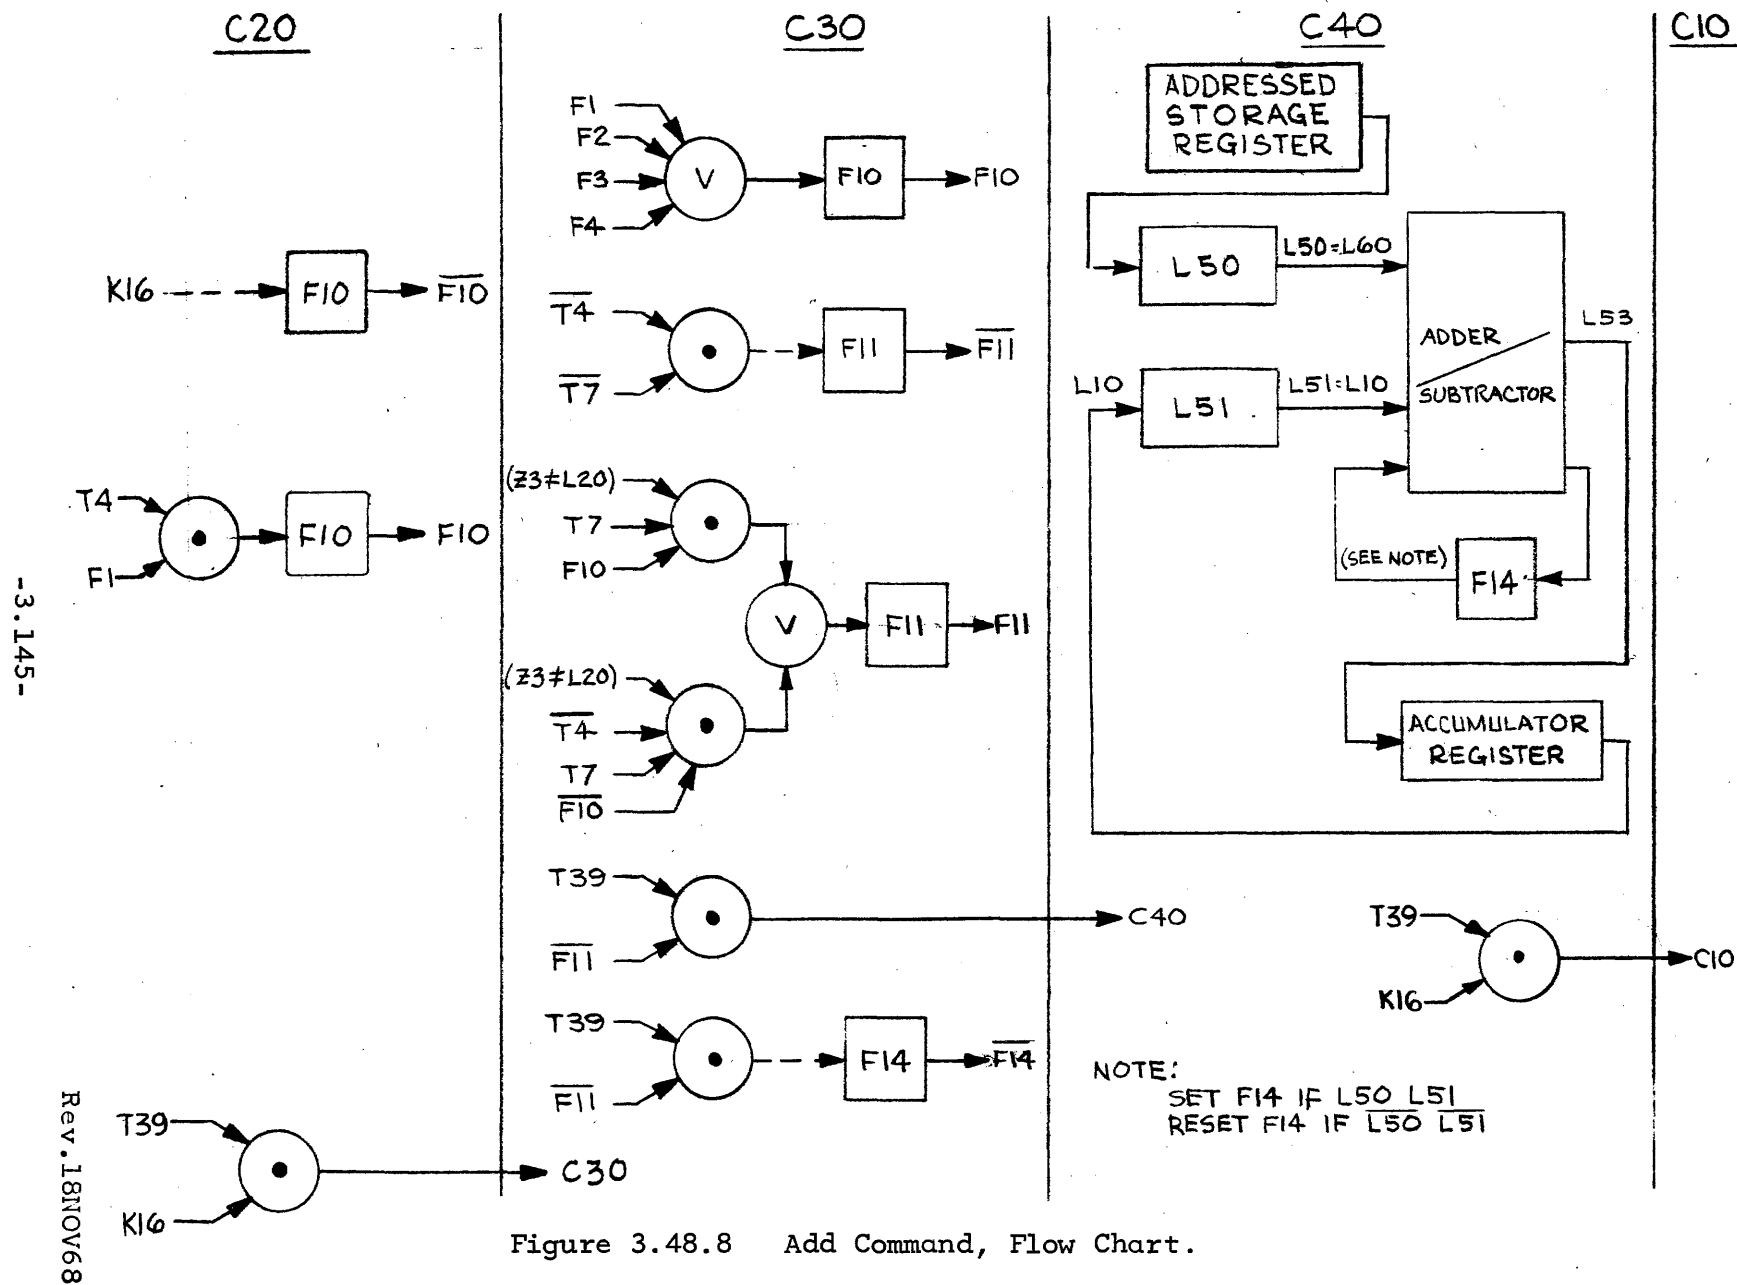 C20
K16
F10
F̅1̅0̅
T4
F1
F10
F10
T39
K16
C30
C30
F1
F2
F3
F4
V
F10
F10
T̅4̅
T̅7̅
F11
F̅1̅1̅
(Z3≠L20)
T7
F10
V
F11
F11
(Z3≠L20)
T̅4̅
T7
F̅1̅0̅
T39
F̅1̅1̅
C40
T39
F̅1̅1̅
F14
F̅1̅4̅
C40
ADDRESSED
STORAGE
REGISTER
L50
L50=L60
L10
L51
L51=L10
ADDER
SUBTRACTOR
L53
(SEE NOTE)
F14
ACCUMULATOR
REGISTER
T39
K16
C10
C10
NOTE:
SET F14 IF L50 L51
RESET F14 IF L̅5̅0̅ L̅5̅1̅
Figure 3.48.8 Add Command, Flow Chart.
-3.145-
Rev.18NOV68